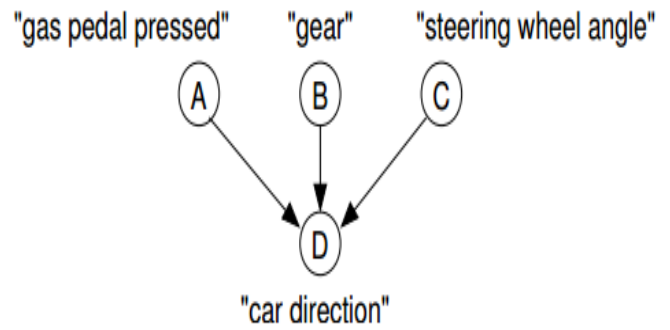 "gas pedal pressed" "gear" "steering wheel angle"
A B C
D
"car direction"